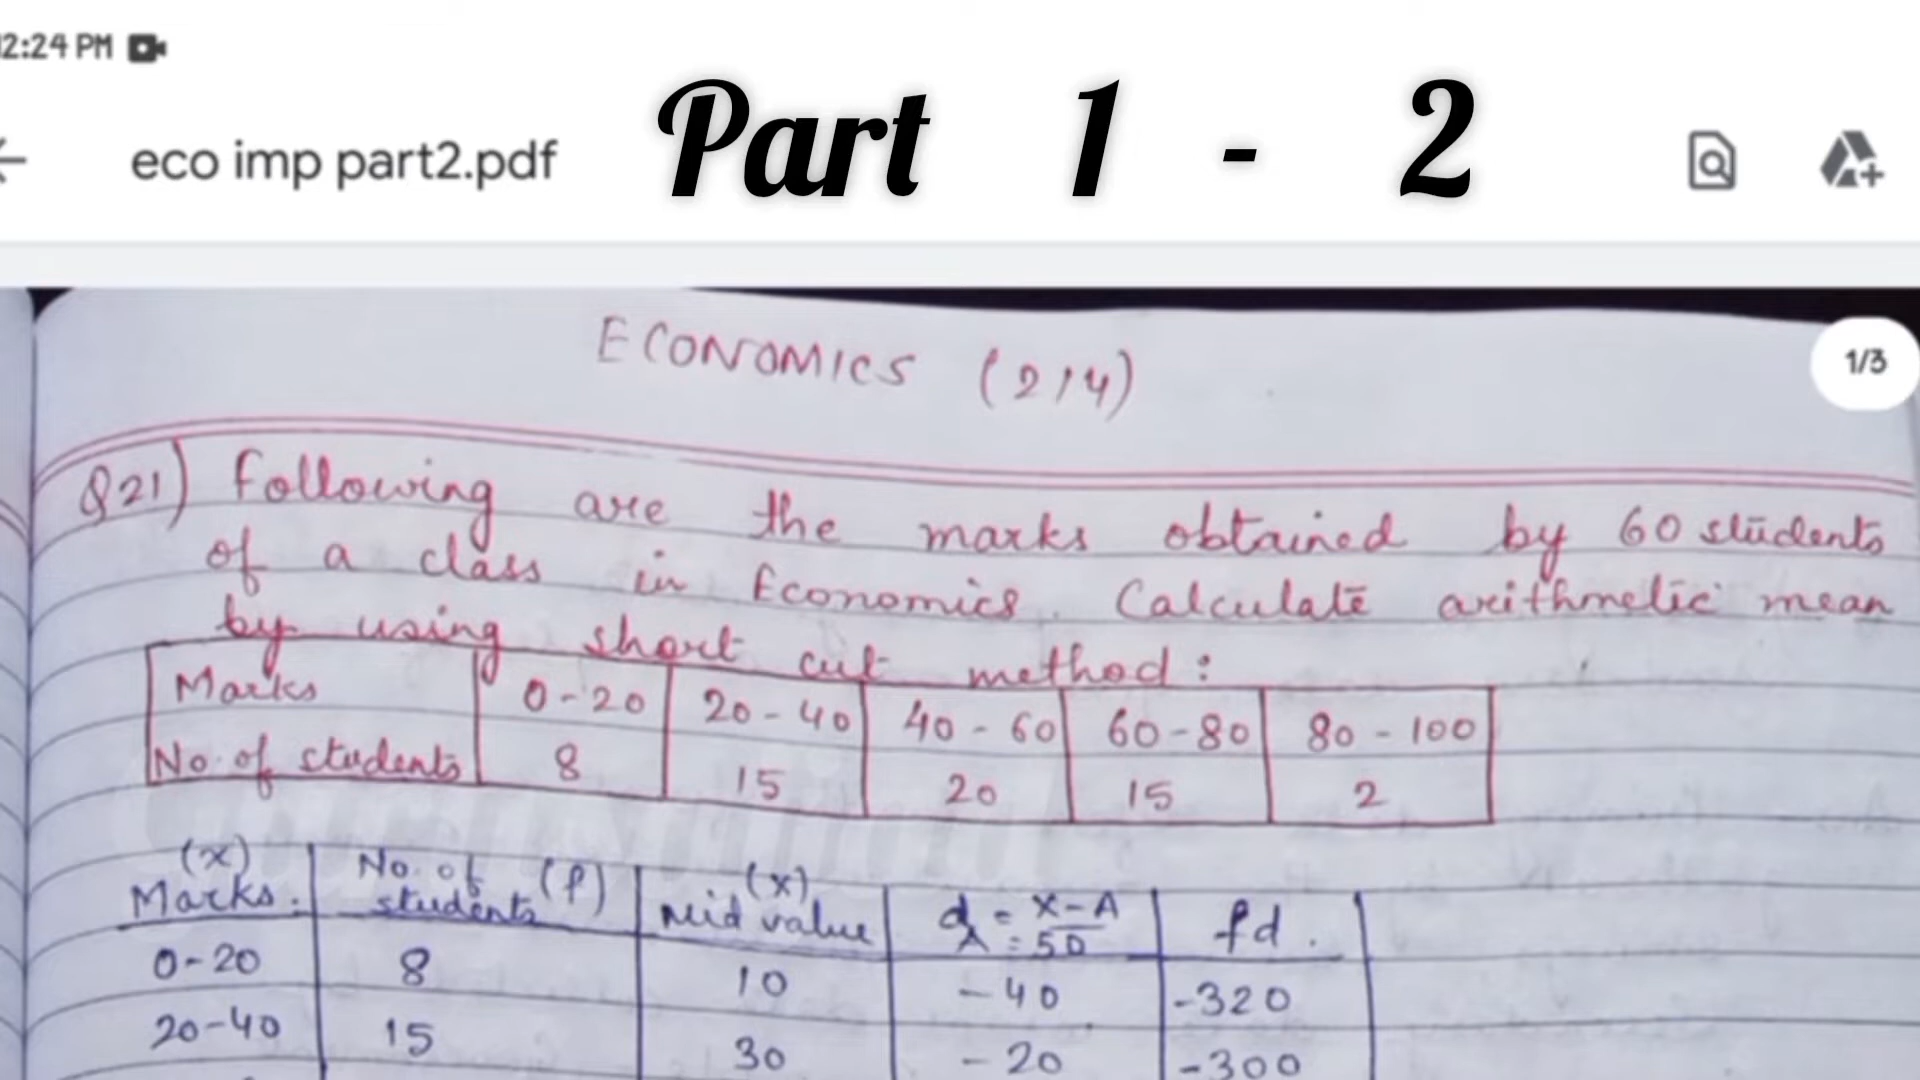 2:24 PM
eco imp part2.pdf
Part 1 - 2
1/3
ECONOMICS (2/4)
Q21) Following are the marks obtained by 60 students
of a class in Economics. Calculate arithmetic mean
by using short cut method:
Marks 0-20 20-40 40-60 60-80 80-100
No. of students 8 15 20 15 2
(x) Marks. No. of students (f) (x) Mid value d = X-A A = 50 fd.
0-20 8 10 -40 -320
20-40 15 30 -20 -300